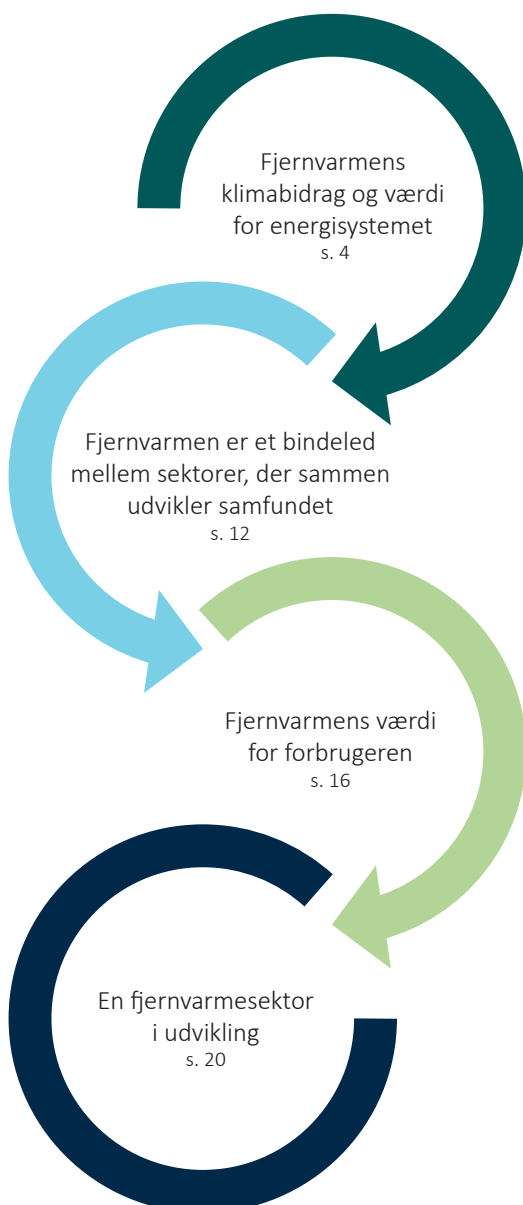 Fjernvarmens
klimabidrag og værdi
for energisystemet
s. 4
Fjernvarmen er et bindeled
mellem sektorer, der sammen
udvikler samfundet
s. 12
Fjernvarmens værdi
for forbrugeren
s. 16
En fjernvarmesektor
i udvikling
s. 20